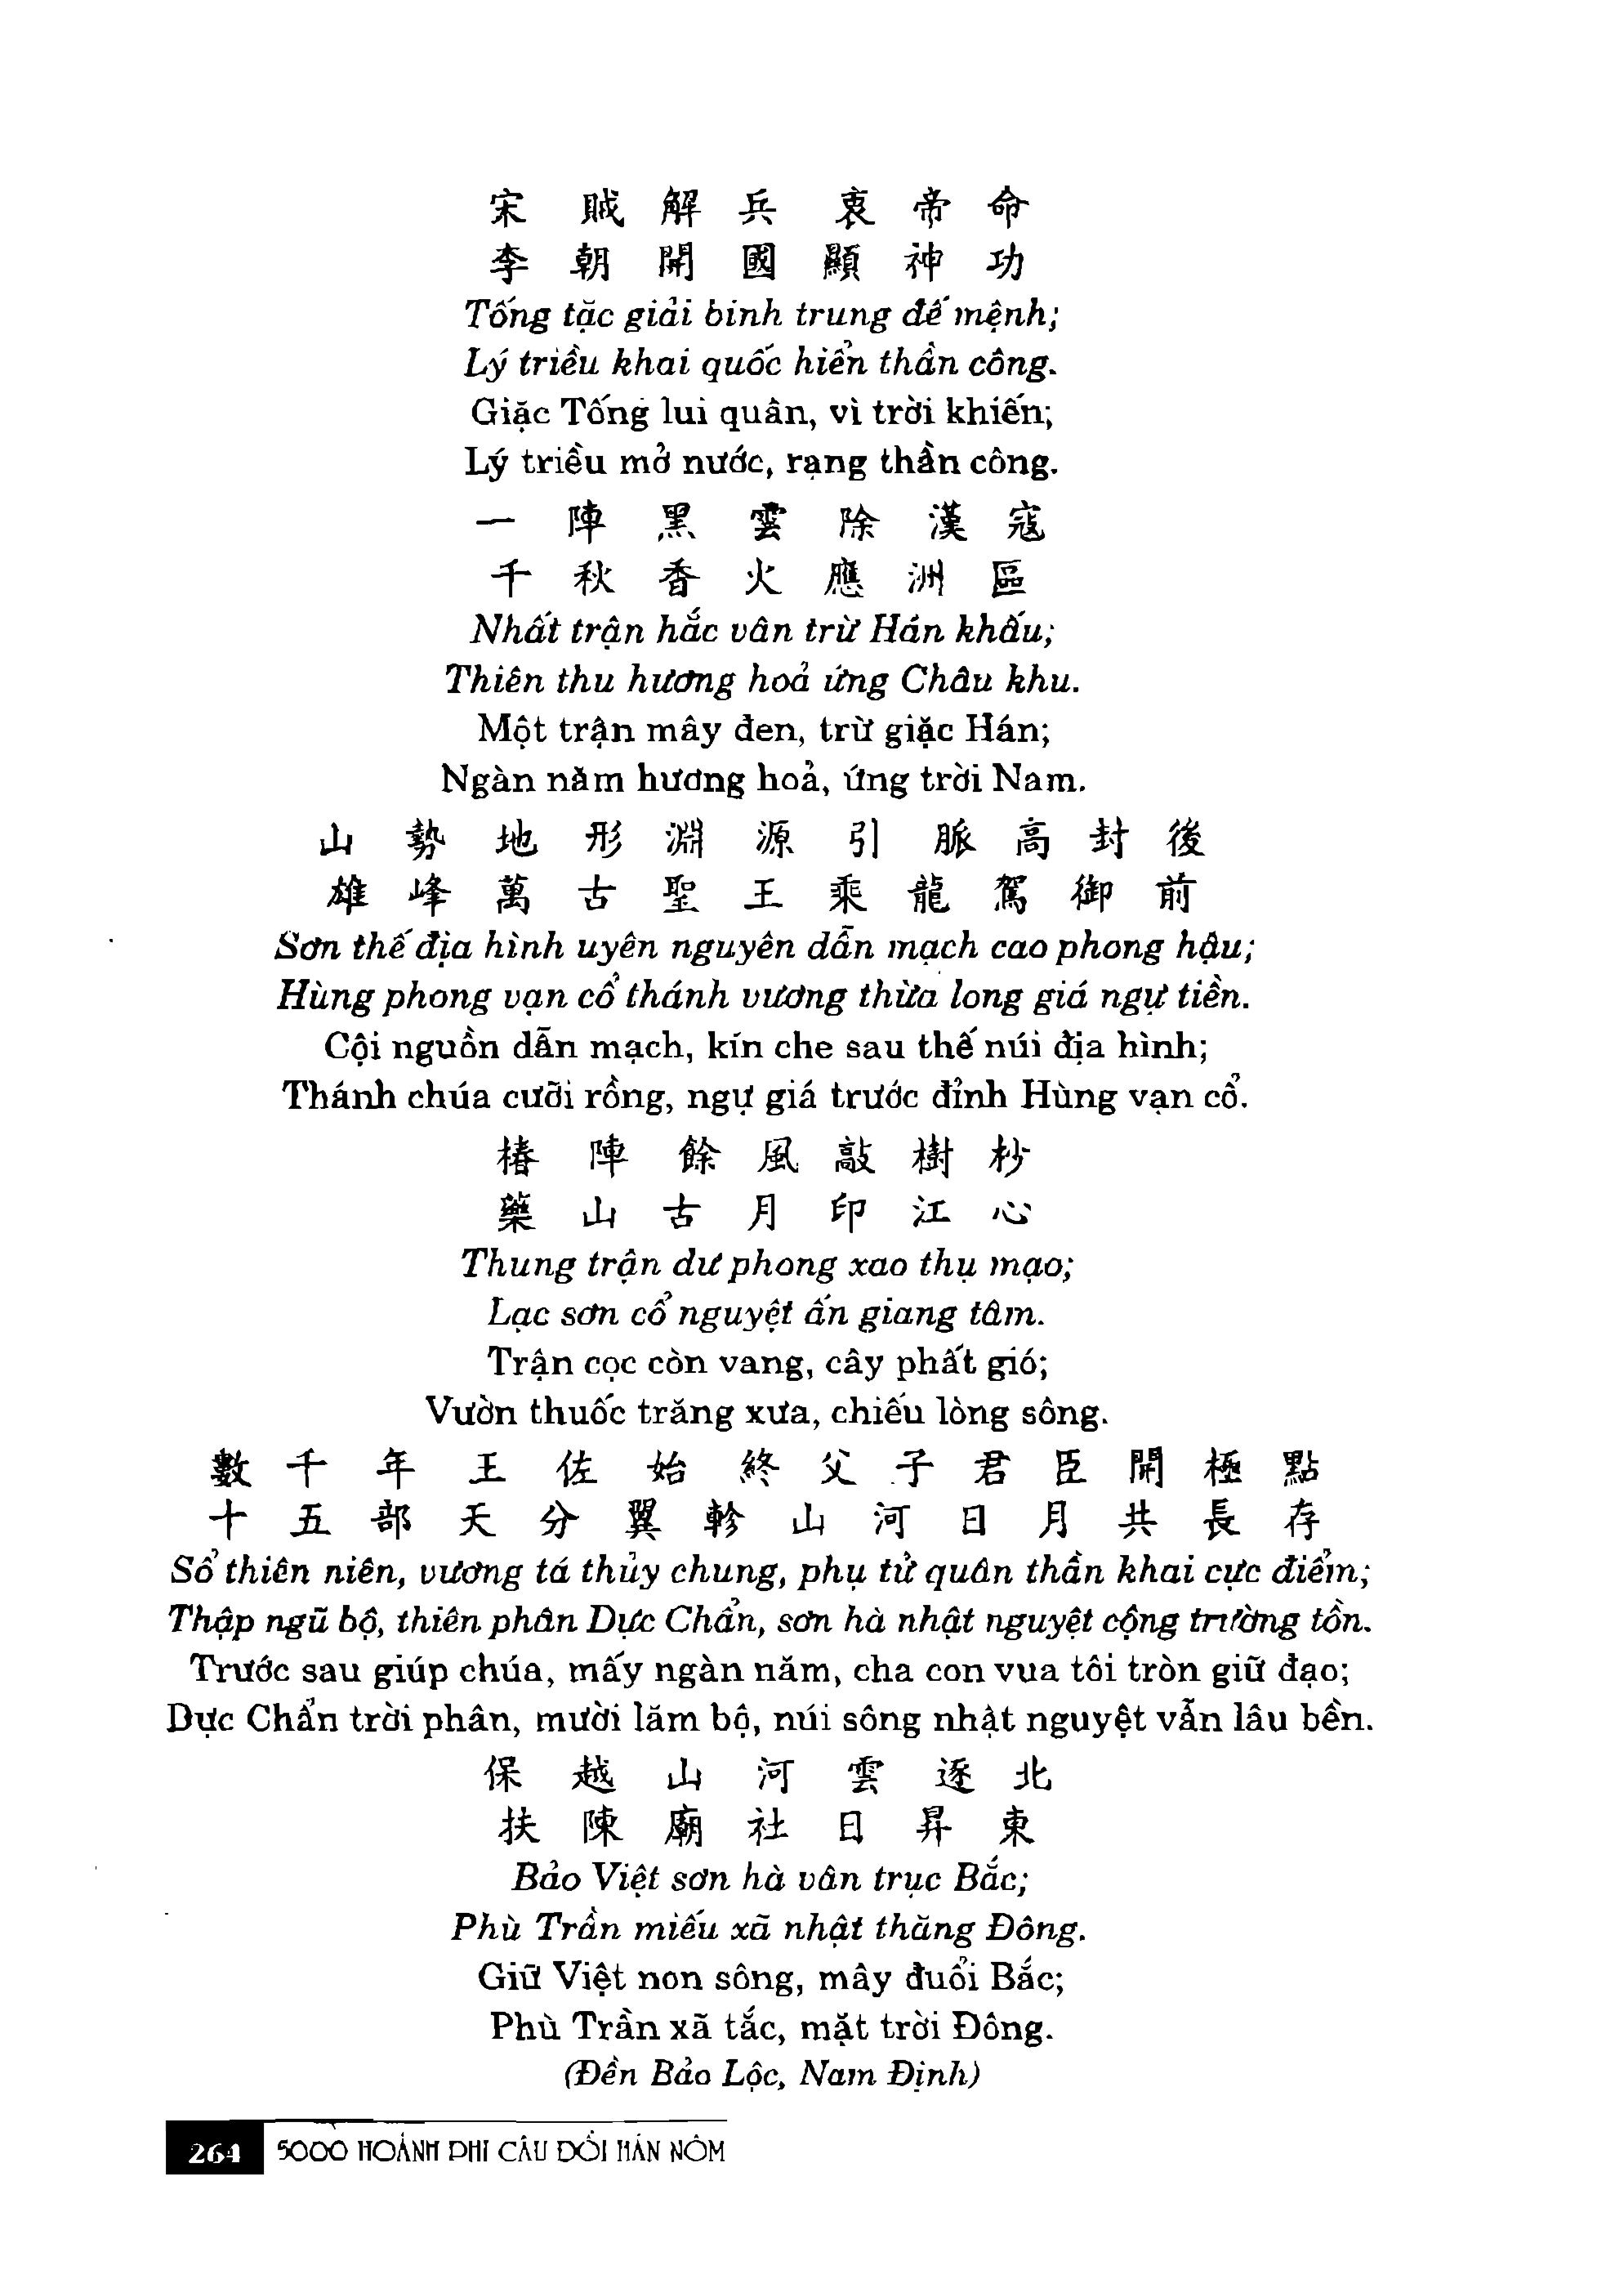 宋賊解兵衷帝命
李朝開國顯神功
Tống tặc giải binh trung đế mệnh;
Lý triều khai quốc hiển thần công.
Giặc Tống lui quân, vì trời khiến;
Lý triều mở nước, rạng thần công.
一陣黑雲除漢寇
千秋香火應洲區
Nhất trận hắc vân trừ Hán khấu;
Thiên thu hương hoả ứng Châu khu.
Một trận mây đen, trừ giặc Hán;
Ngàn năm hương hoả, ứng trời Nam.
山勢地形淵源引脈高封後
雄峰萬古聖王乘龍駕御前
Sơn thế địa hình uyên nguyên dẫn mạch cao phong hậu;
Hùng phong vạn cổ thánh vương thừa long giá ngự tiền.
Cội nguồn dẫn mạch, kín che sau thế núi địa hình;
Thánh chúa cưỡi rồng, ngự giá trước đỉnh Hùng vạn cổ.
樁陣餘風敲樹杪
藥山古月印江心
Thung trận dư phong xao thụ mạo;
Lạc sơn cổ nguyệt ấn giang tâm.
Trận cọc còn vang, cây phất gió;
Vườn thuốc trăng xưa, chiếu lòng sông.
數千年王佐始終父子君臣開極點
十五部天分翼軫山河日月共長存
Sổ thiên niên, vương tá thủy chung, phụ tử quân thần khai cực điểm;
Thập ngũ bộ, thiên phân Dực Chẩn, sơn hà nhật nguyệt cộng trường tồn.
Trước sau giúp chúa, mấy ngàn năm, cha con vua tôi tròn giữ đạo;
Dực Chẩn trời phân, mười lăm bộ, núi sông nhật nguyệt vẫn lâu bền.
保越山河雲逐北
扶陳廟社日昇東
Bảo Việt sơn hà vân trục Bắc;
Phù Trần miếu xã nhật thăng Đông.
Giữ Việt non sông, mây đuổi Bắc;
Phù Trần xã tắc, mặt trời Đông.
(Đền Bảo Lộc, Nam Định)
264 5000 HOÀNH PHI CÂU ĐỐI HÁN NÔM